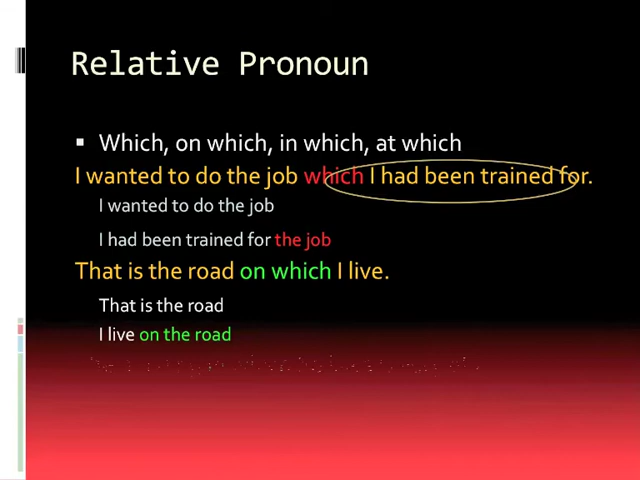 Relative Pronoun
Which, on which, in which, at which
I wanted to do the job which I had been trained for.
I wanted to do the job
I had been trained for the job
That is the road on which I live.
That is the road
I live on the road